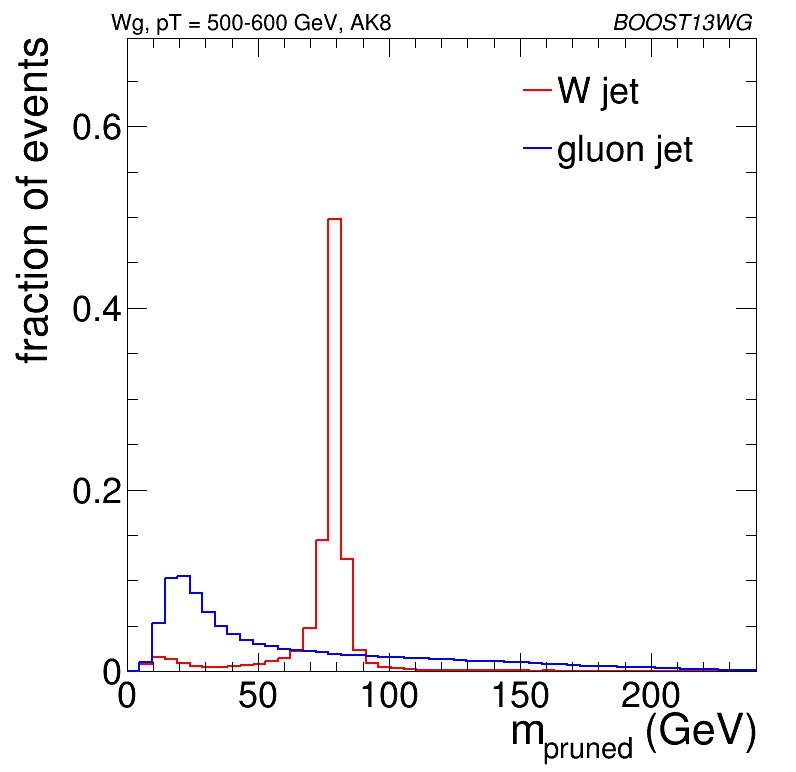 Wg, pT = 500-600 GeV, AK8 BOOST13WG
fraction of events
W jet
gluon jet
0.6
0.4
0.2
0
0 50 100 150 200
m_pruned (GeV)